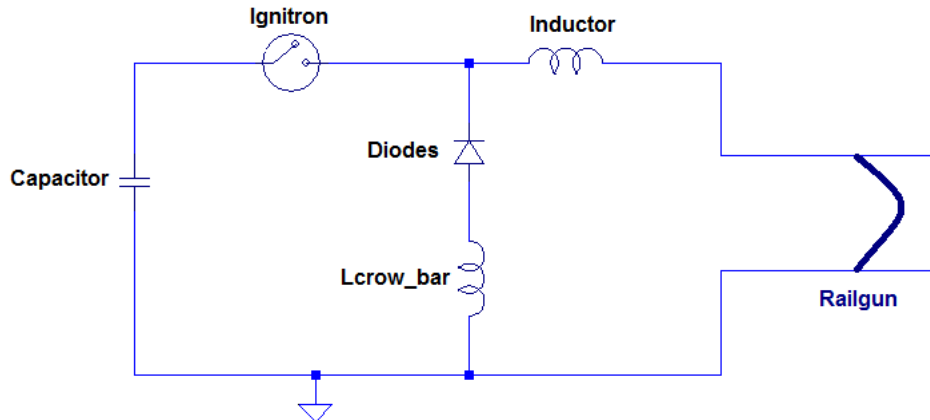 Ignitron
Inductor
Diodes
Capacitor
Lcrow_bar
Railgun